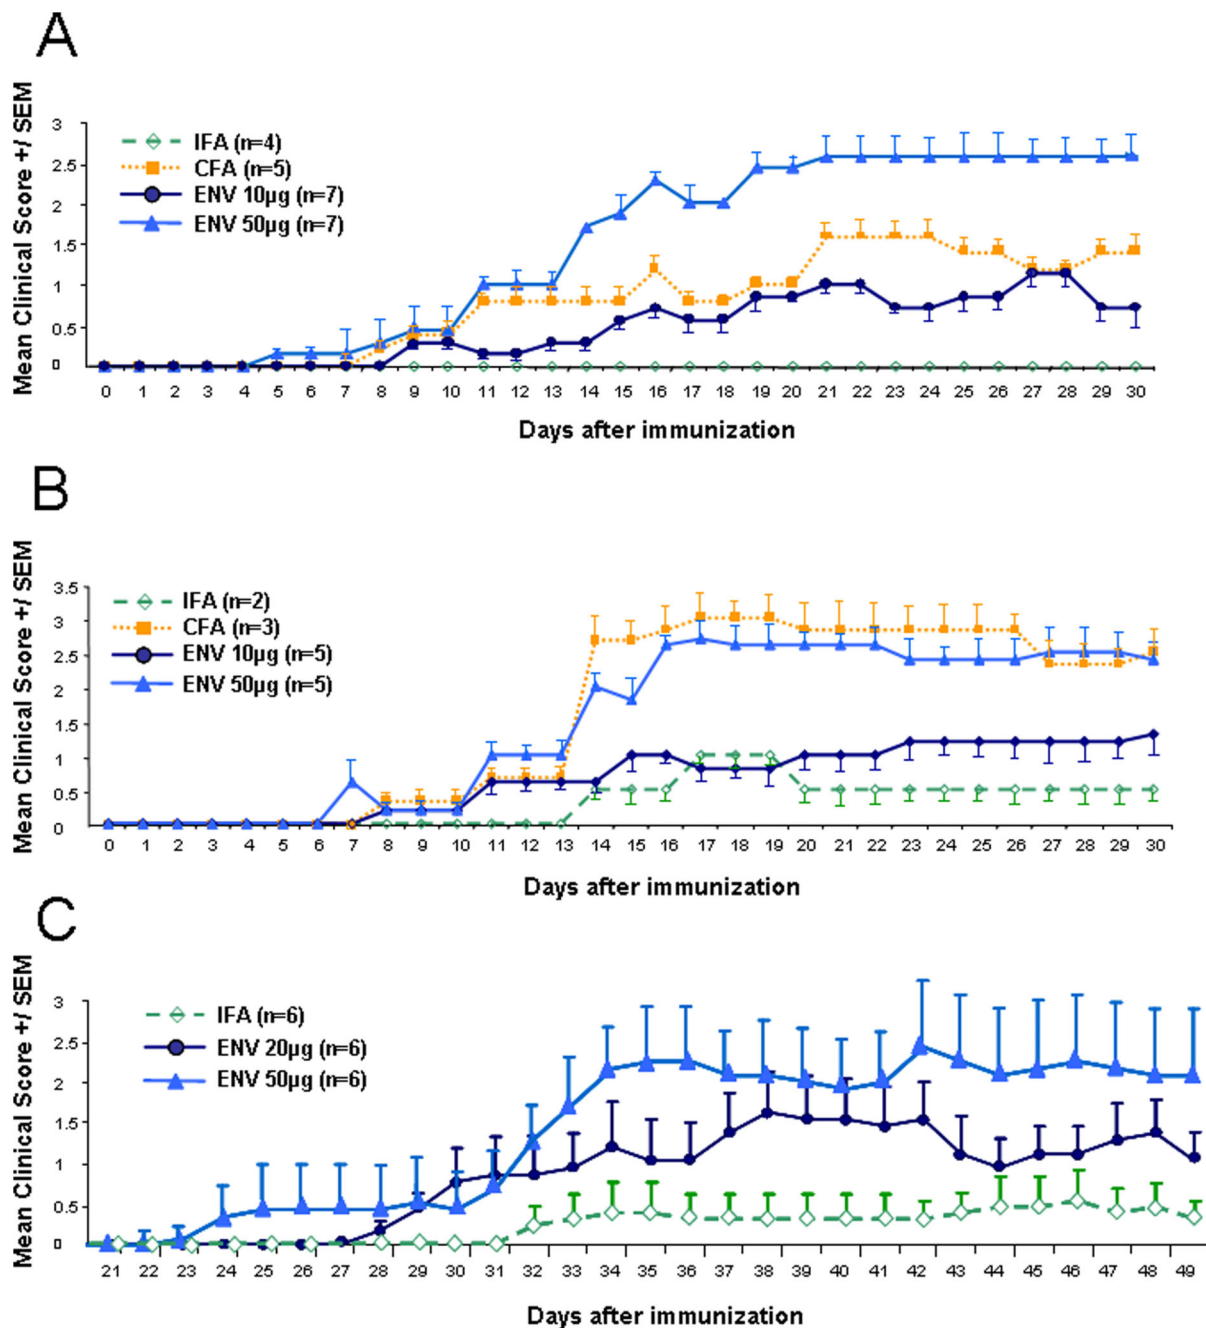 A
Mean Clinical Score +/ SEM
3
2.5
2
1.5
1
0.5
0
IFA (n=4)
CFA (n=5)
ENV 10µg (n=7)
ENV 50µg (n=7)
0 1 2 3 4 5 6 7 8 9 10 11 12 13 14 15 16 17 18 19 20 21 22 23 24 25 26 27 28 29 30
Days after immunization
B
Mean Clinical Score +/ SEM
3.5
3
2.5
2
1.5
1
0.5
0
IFA (n=2)
CFA (n=3)
ENV 10µg (n=5)
ENV 50µg (n=5)
0 1 2 3 4 5 6 7 8 9 10 11 12 13 14 15 16 17 18 19 20 21 22 23 24 25 26 27 28 29 30
Days after immunization
C
Mean Clinical Score +/ SEM
3
2.5
2
1.5
1
0.5
0
IFA (n=6)
ENV 20µg (n=6)
ENV 50µg (n=6)
21 22 23 24 25 26 27 28 29 30 31 32 33 34 35 36 37 38 39 40 41 42 43 44 45 46 47 48 49
Days after immunization